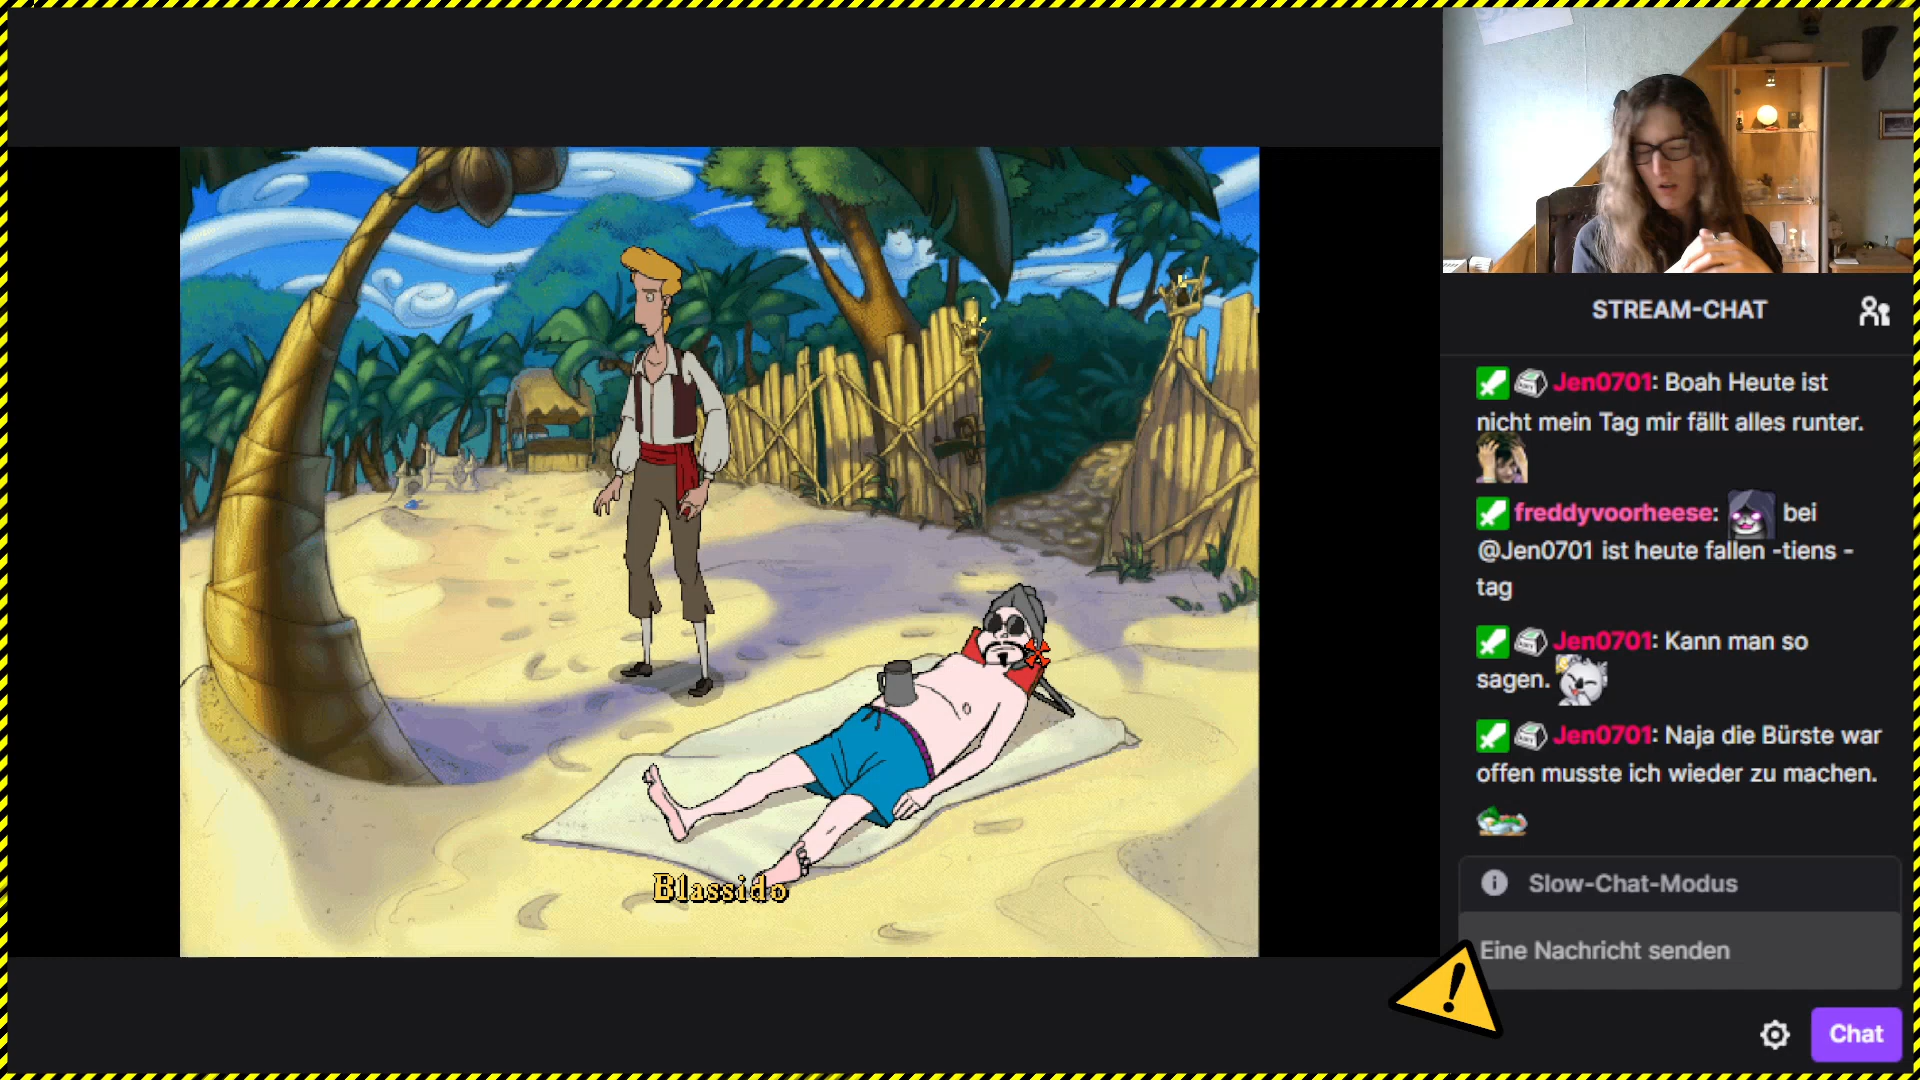 STREAM-CHAT
Jen0701: Boah Heute ist
nicht mein Tag mir fällt alles runter.
freddyvoorheese: bei
@Jen0701 ist heute fallen -tiens -
tag
Jen0701: Kann man so
sagen.
Jen0701: Naja die Bürste war
offen musste ich wieder zu machen.
Blassido
Slow-Chat-Modus
Eine Nachricht senden
Chat